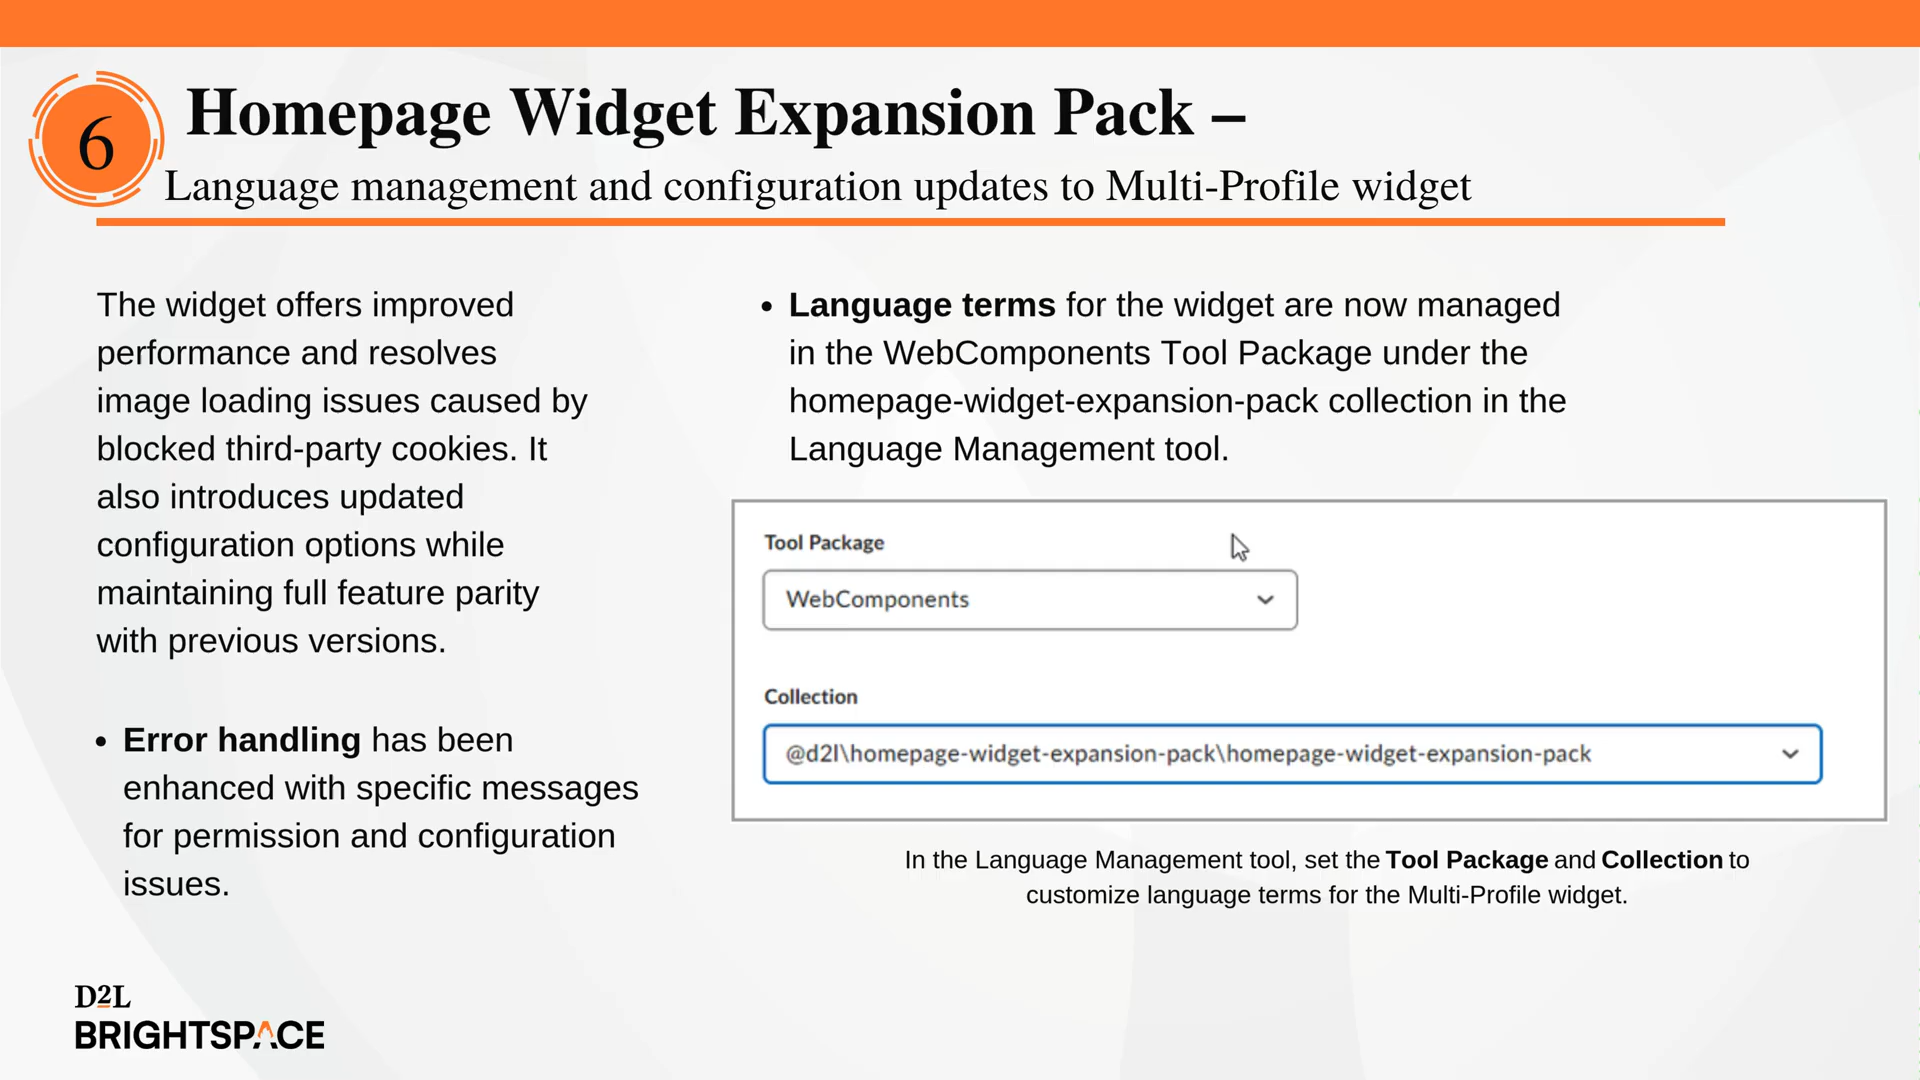 6
Homepage Widget Expansion Pack –
Language management and configuration updates to Multi-Profile widget
The widget offers improved
performance and resolves
image loading issues caused by
blocked third-party cookies. It
also introduces updated
configuration options while
maintaining full feature parity
with previous versions.
• Error handling has been
enhanced with specific messages
for permission and configuration
issues.
• Language terms for the widget are now managed
in the WebComponents Tool Package under the
homepage-widget-expansion-pack collection in the
Language Management tool.
Tool Package
WebComponents
Collection
@d2l\homepage-widget-expansion-pack\homepage-widget-expansion-pack
In the Language Management tool, set the Tool Package and Collection to
customize language terms for the Multi-Profile widget.
D2L
BRIGHTSPACE